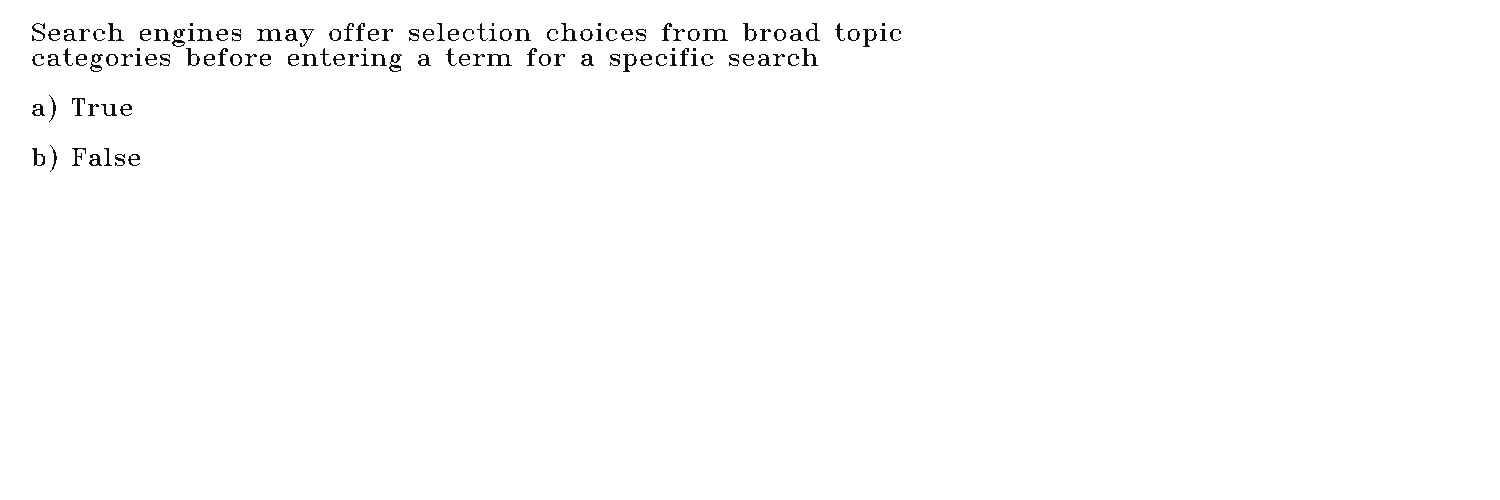 Search engines may offer selection choices from broad topic
categories before entering a term for a specific search
a) True
b) False